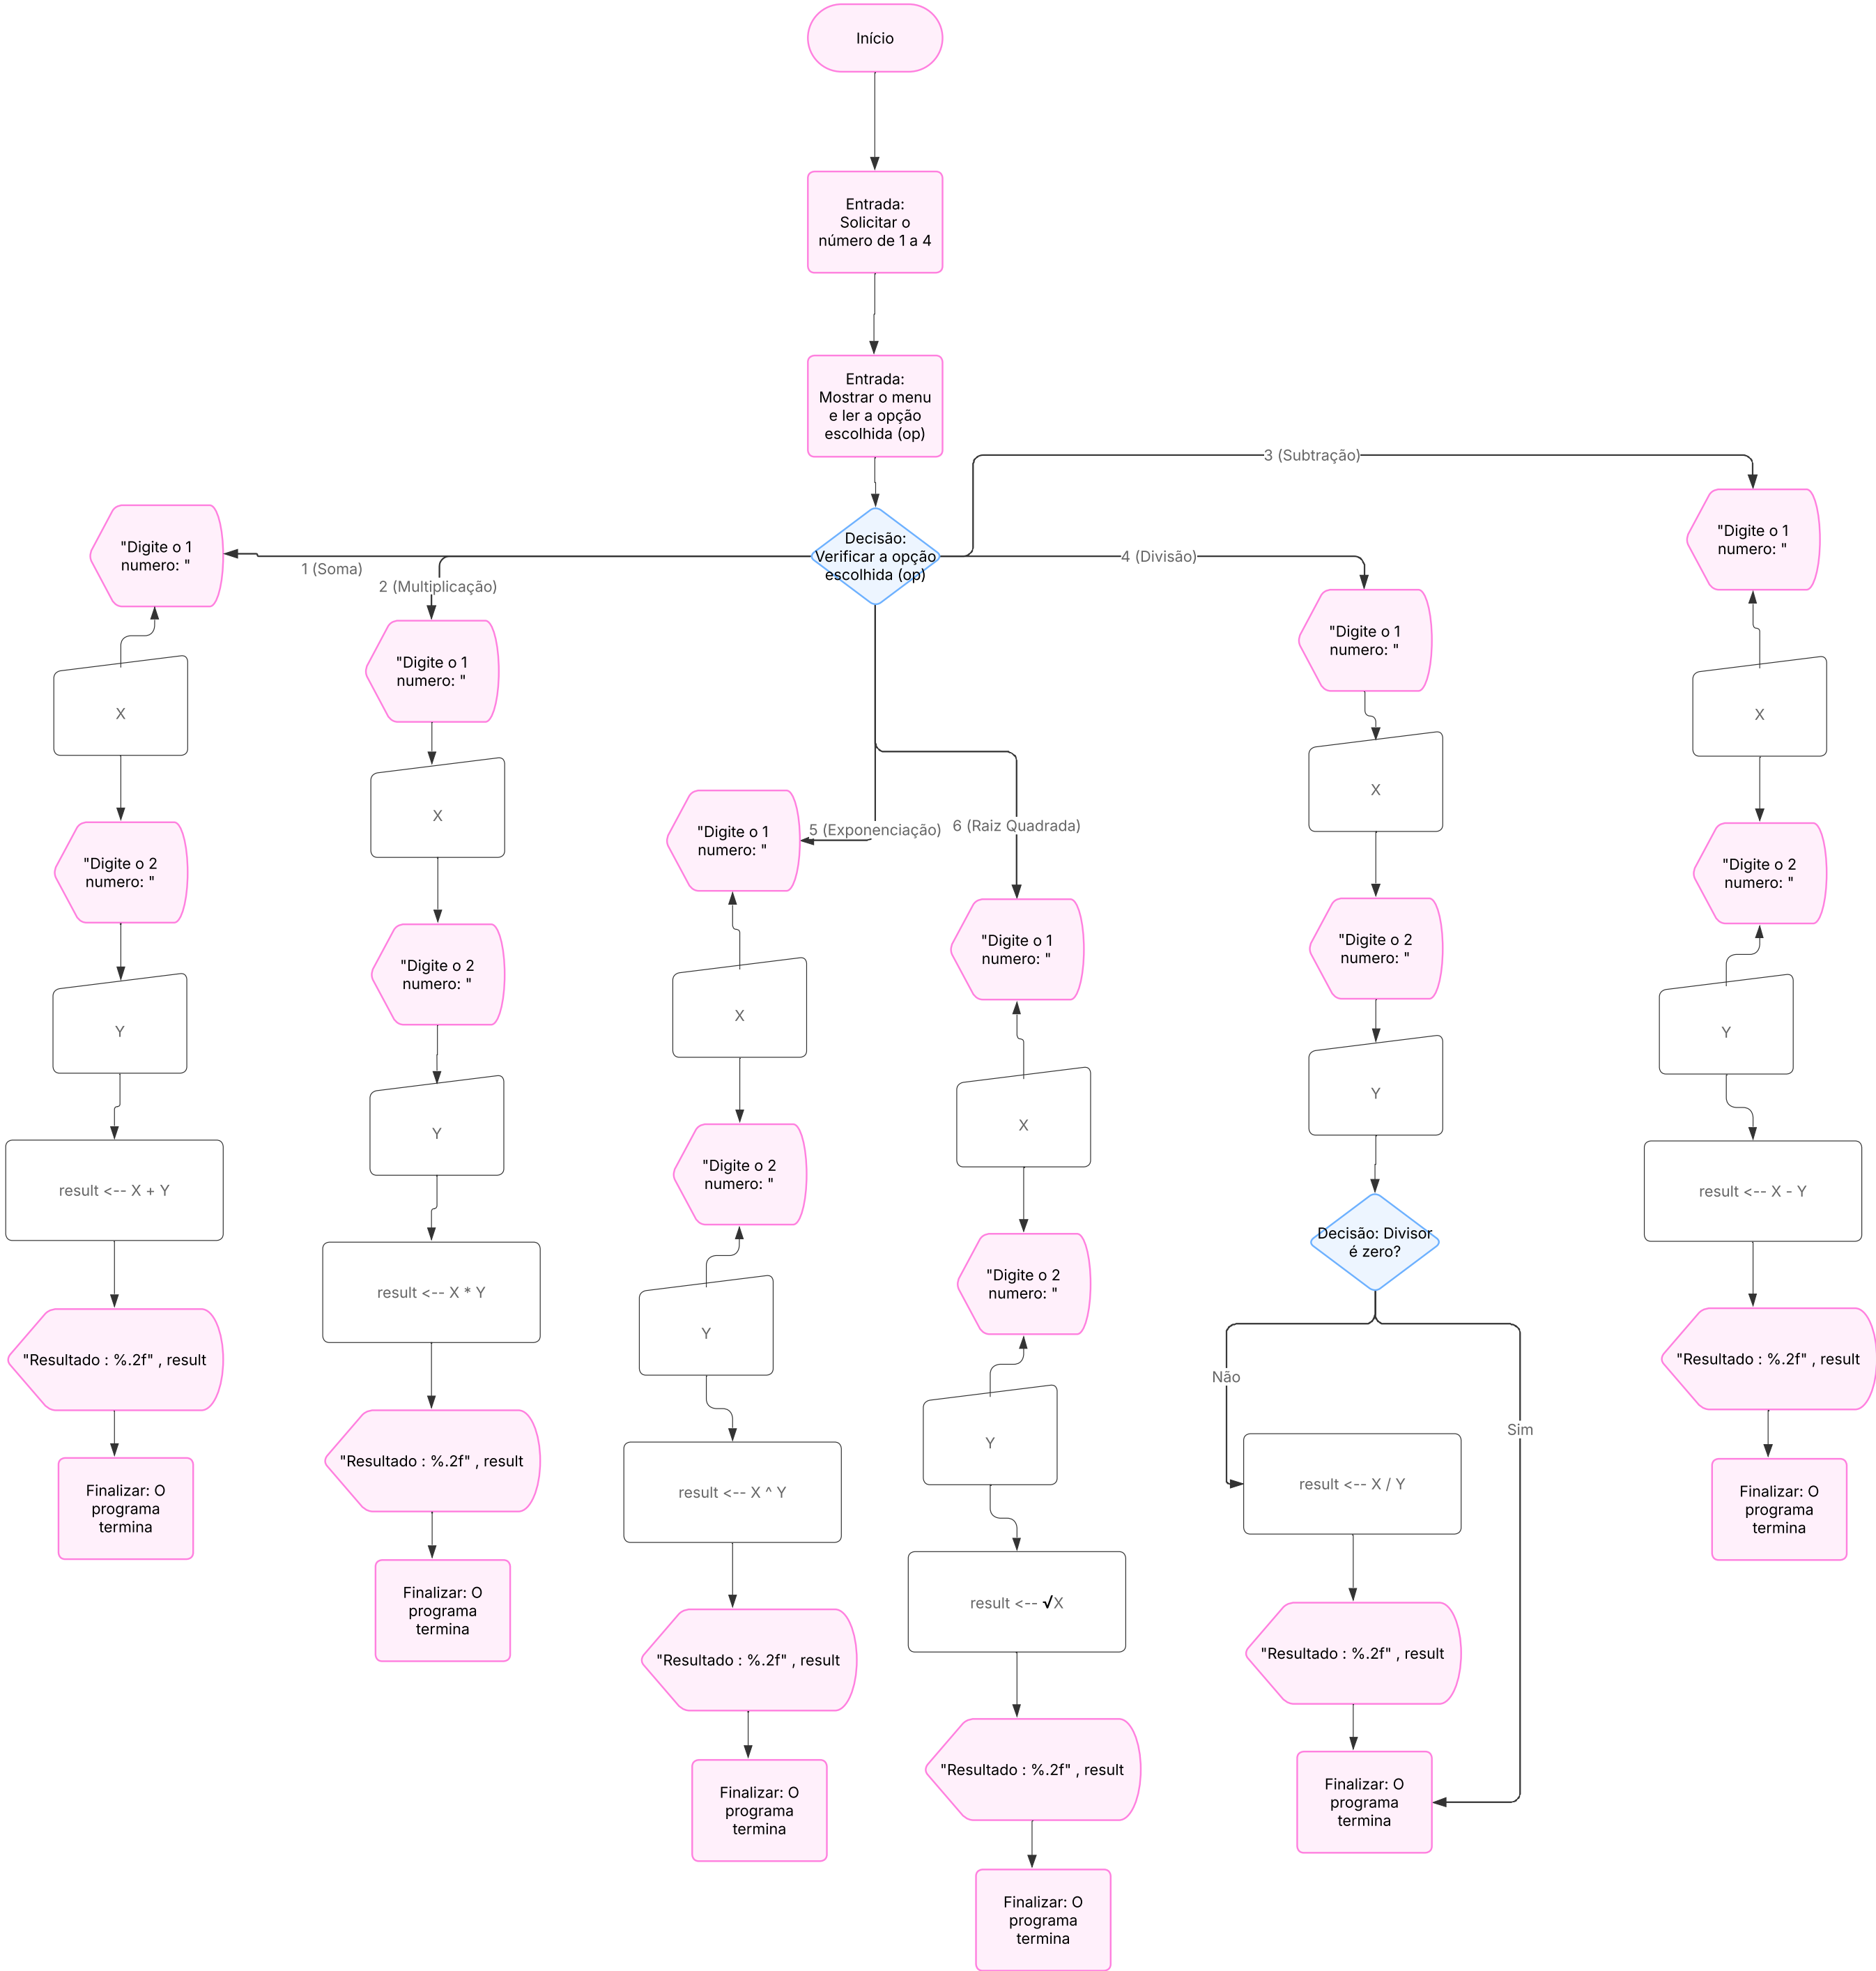 Início
Entrada:
Solicitar o
número de 1 a 4
Entrada:
Mostrar o menu
e ler a opção
escolhida (op)
Decisão:
Verificar a opção
escolhida (op)
1 (Soma)
"Digite o 1
numero: "
X
"Digite o 2
numero: "
Y
result <-- X + Y
"Resultado : %.2f" , result
Finalizar: O
programa
termina
2 (Multiplicação)
"Digite o 1
numero: "
X
"Digite o 2
numero: "
Y
result <-- X * Y
"Resultado : %.2f" , result
Finalizar: O
programa
termina
5 (Exponenciação)
"Digite o 1
numero: "
X
"Digite o 2
numero: "
Y
result <-- X ^ Y
"Resultado : %.2f" , result
Finalizar: O
programa
termina
6 (Raiz Quadrada)
"Digite o 1
numero: "
X
"Digite o 2
numero: "
Y
result <-- √X
"Resultado : %.2f" , result
Finalizar: O
programa
termina
4 (Divisão)
"Digite o 1
numero: "
X
"Digite o 2
numero: "
Y
Decisão: Divisor
é zero?
Não
Sim
result <-- X / Y
"Resultado : %.2f" , result
Finalizar: O
programa
termina
3 (Subtração)
"Digite o 1
numero: "
X
"Digite o 2
numero: "
Y
result <-- X - Y
"Resultado : %.2f" , result
Finalizar: O
programa
termina